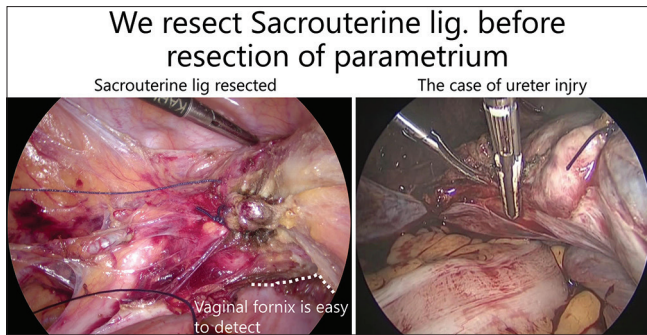 We resect Sacrouterine lig. before
resection of parametrium
Sacrouterine lig resected
The case of ureter injry
Vaginal fornix is easy
to detect